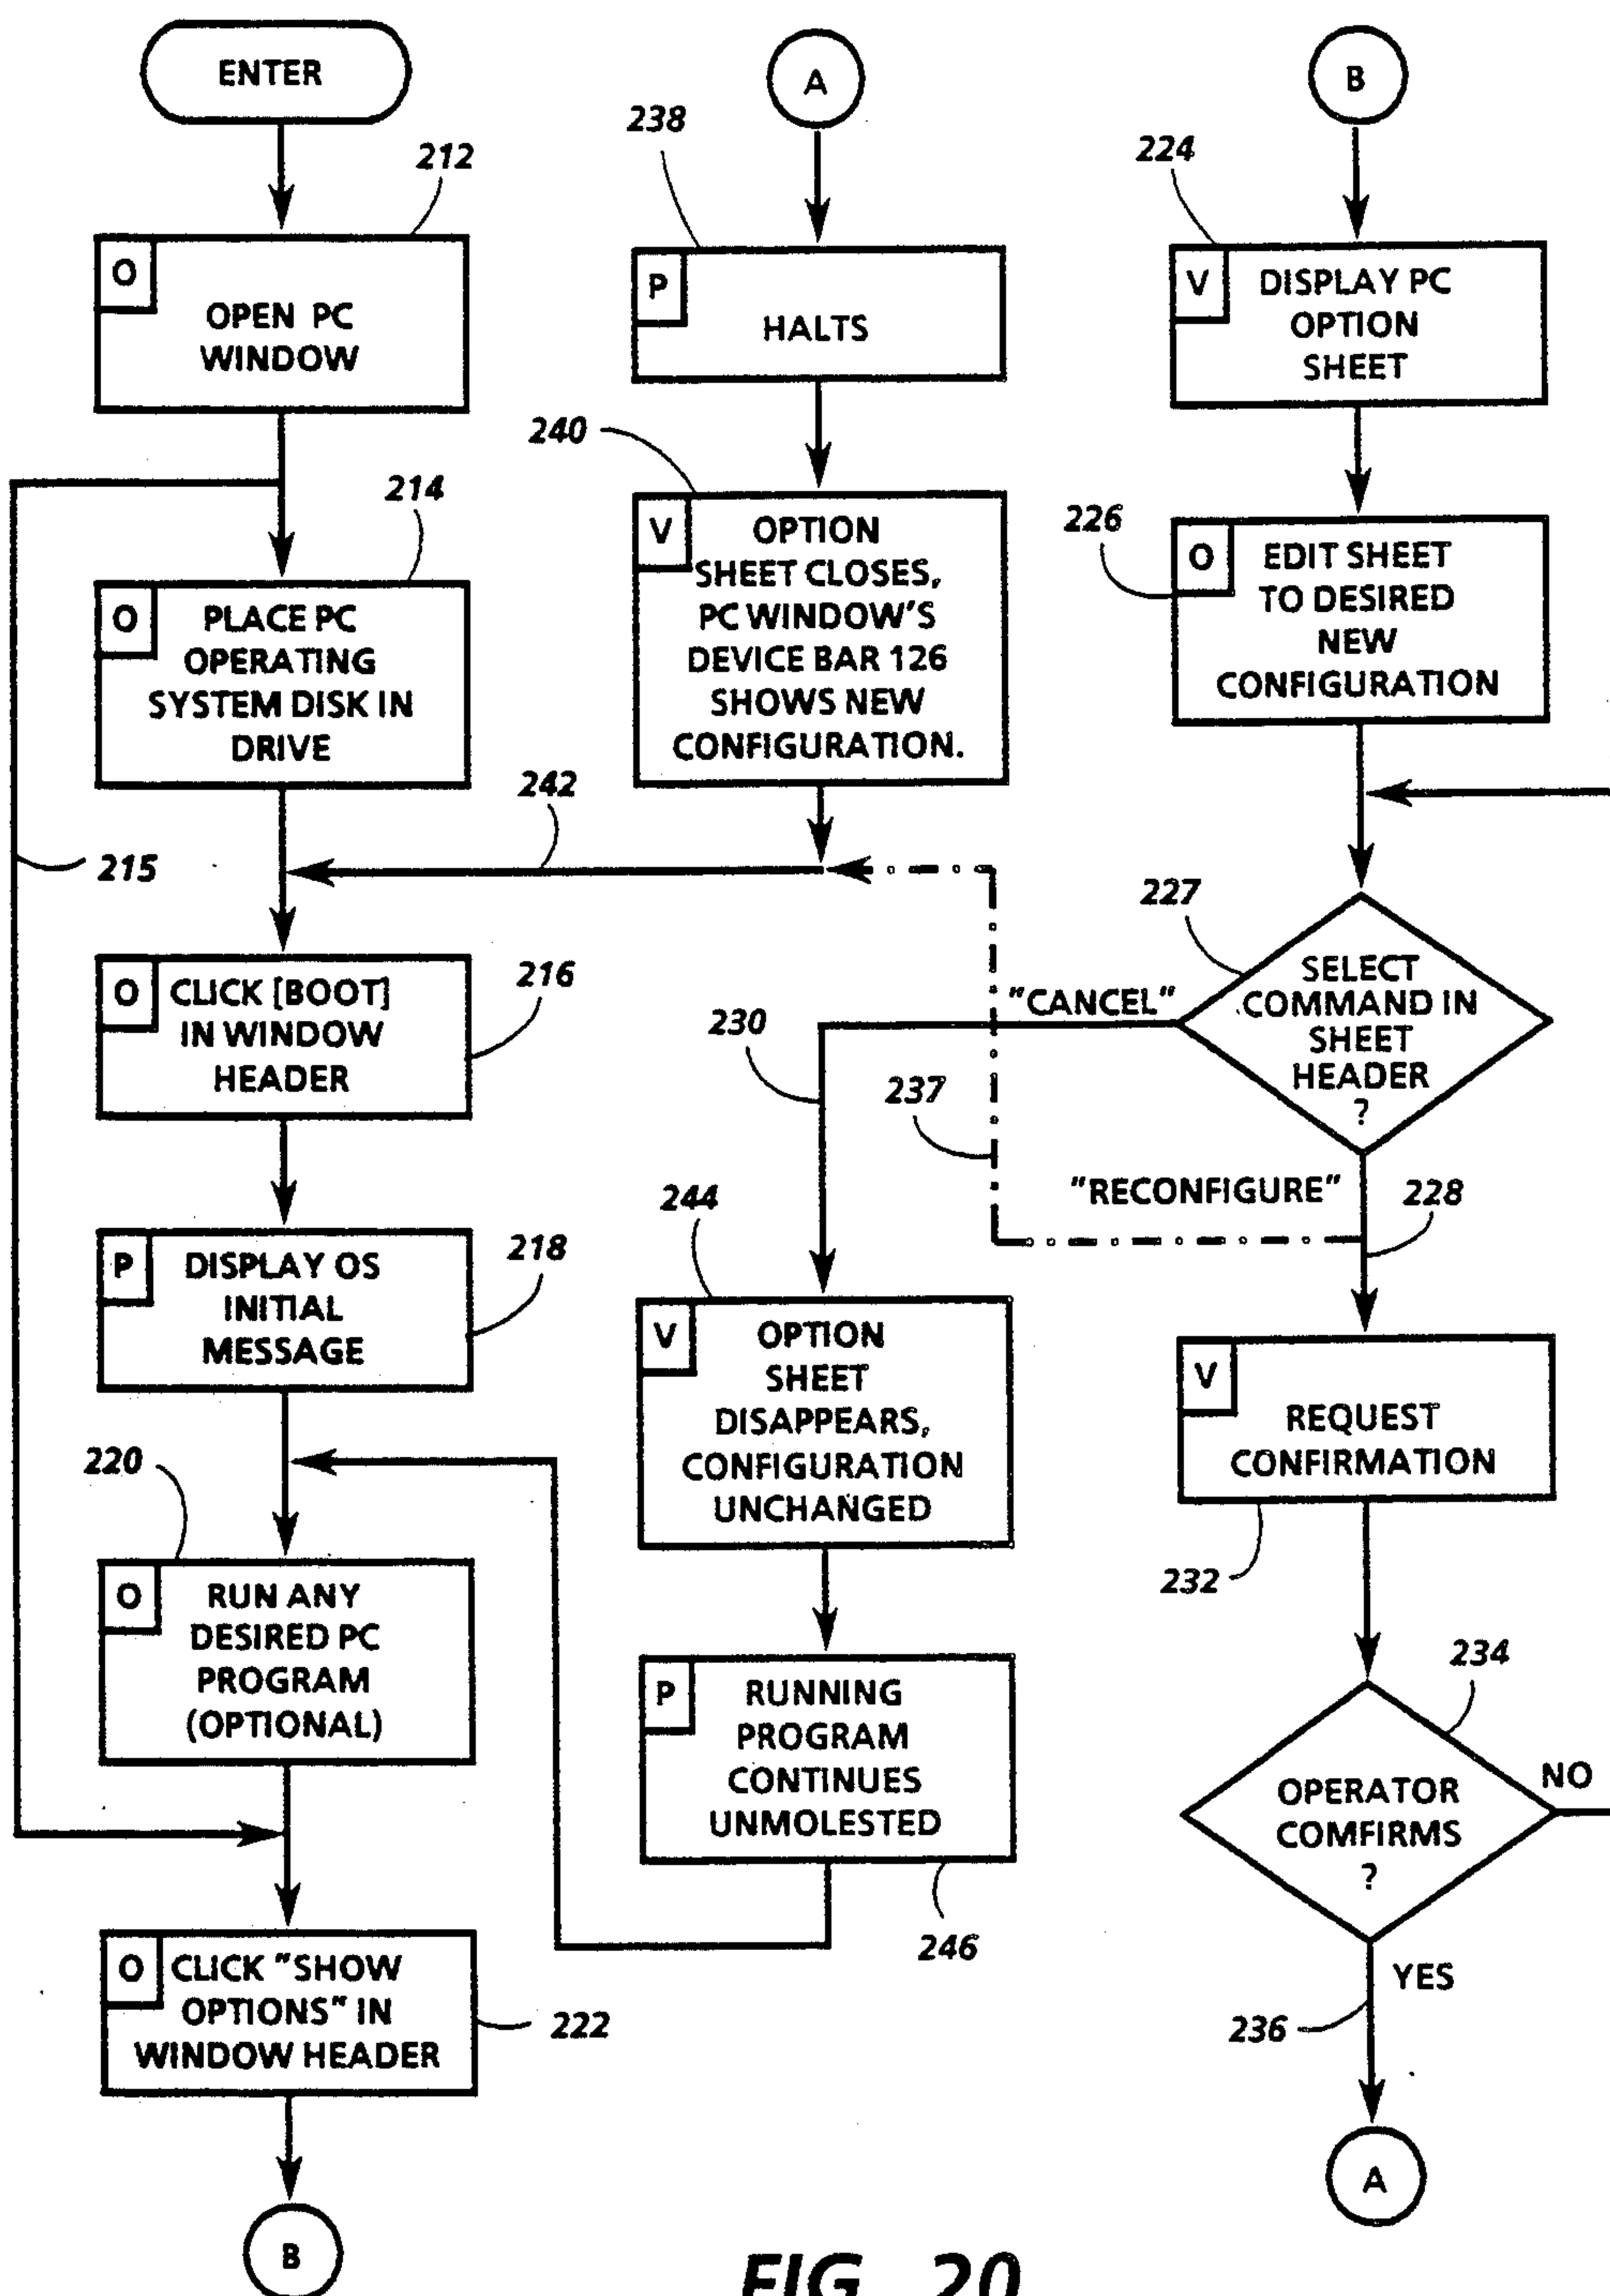 ENTER
212
O
OPEN PC
WINDOW
214
O
PLACE PC
OPERATING
SYSTEM DISK IN
DRIVE
215
O
CLICK [BOOT]
IN WINDOW
HEADER
216
P
DISPLAY OS
INITIAL
MESSAGE
218
220
O
RUN ANY
DESIRED PC
PROGRAM
(OPTIONAL)
O
CLICK "SHOW
OPTIONS" IN
WINDOW HEADER
222
B
A
238
P
HALTS
240
V
OPTION
SHEET CLOSES,
PC WINDOW'S
DEVICE BAR 126
SHOWS NEW
CONFIGURATION.
242
230
237
244
V
OPTION
SHEET
DISAPPEARS,
CONFIGURATION
UNCHANGED
P
RUNNING
PROGRAM
CONTINUES
UNMOLESTED
246
B
224
V
DISPLAY PC
OPTION
SHEET
226
O
EDIT SHEET
TO DESIRED
NEW
CONFIGURATION
227
"CANCEL"
SELECT
COMMAND IN
SHEET
HEADER
?
"RECONFIGURE"
228
V
REQUEST
CONFIRMATION
232
234
OPERATOR
COMFIRMS
?
NO
YES
236
A
FIG. 20